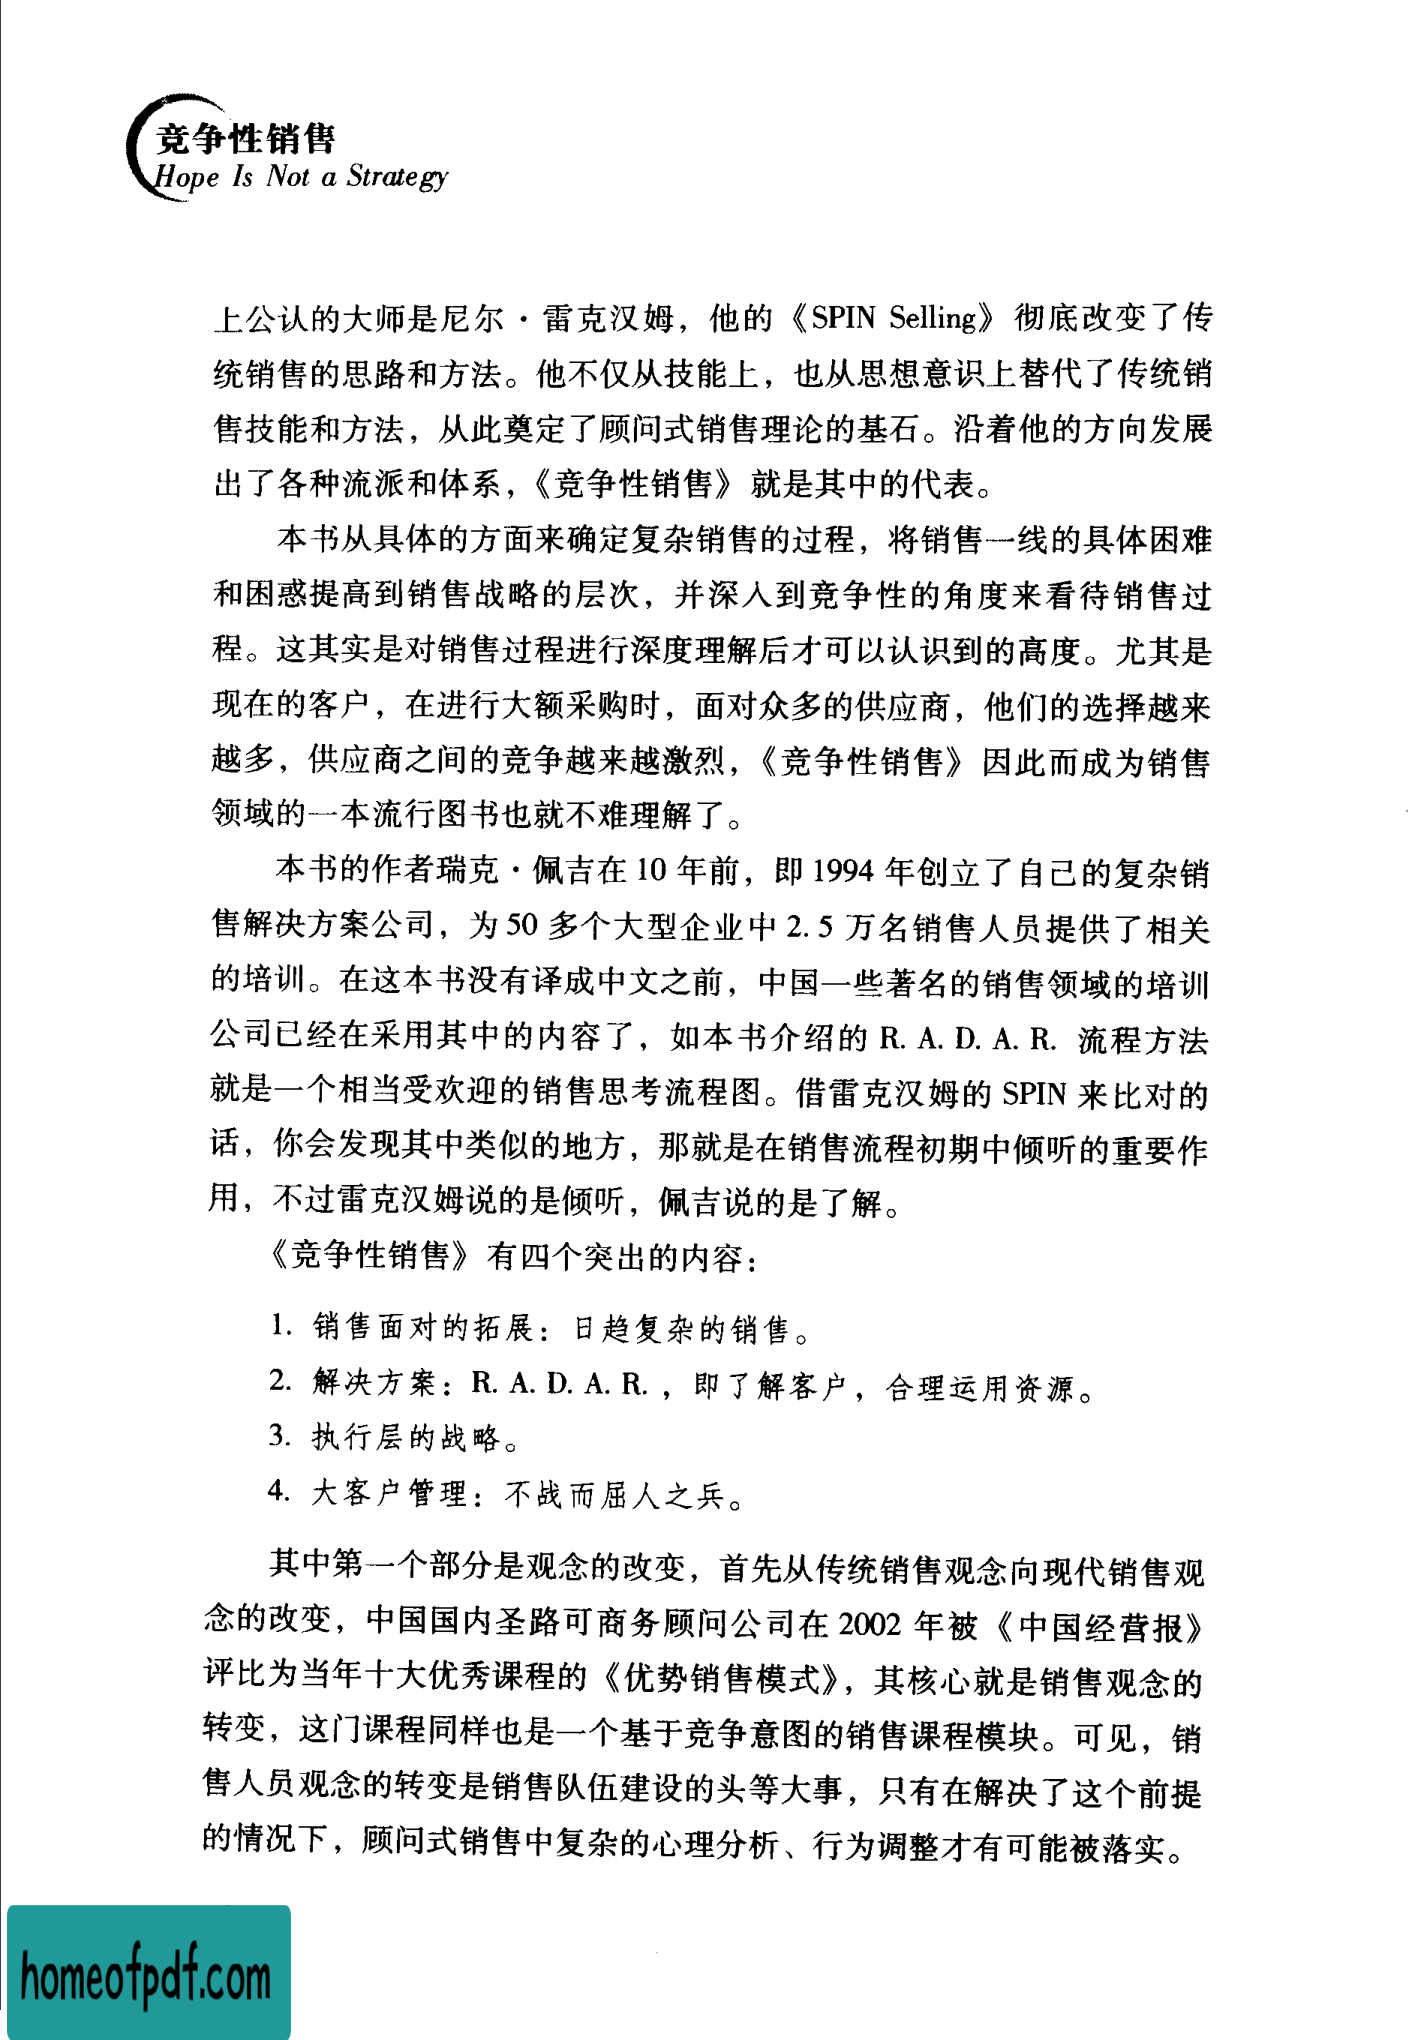 竞争性销售
Hope Is Not a Strategy
上公认的大师是尼尔·雷克汉姆，他的《SPIN Selling》彻底改变了传
统销售的思路和方法。他不仅从技能上，也从思想意识上替代了传统销
售技能和方法，从此奠定了顾问式销售理论的基石。沿着他的方向发展
出了各种流派和体系，《竞争性销售》就是其中的代表。
本书从具体的方面来确定复杂销售的过程，将销售一线的具体困难
和困惑提高到销售战略的层次，并深入到竞争性的角度来看待销售过
程。这其实是对销售过程进行深度理解后才可以认识到的高度。尤其是
现在的客户，在进行大额采购时，面对众多的供应商，他们的选择越来
越多，供应商之间的竞争越来越激烈，《竞争性销售》因此而成为销售
领域的一本流行图书也就不难理解了。
本书的作者瑞克·佩吉在 10 年前，即 1994 年创立了自己的复杂销
售解决方案公司，为 50 多个大型企业中 2.5 万名销售人员提供了相关
的培训。在这本书没有译成中文之前，中国一些著名的销售领域的培训
公司已经在采用其中的内容了，如本书介绍的 R. A. D. A. R. 流程方法
就是一个相当受欢迎的销售思考流程图。借雷克汉姆的 SPIN 来比对的
话，你会发现其中类似的地方，那就是在销售流程初期中倾听的重要作
用，不过雷克汉姆说的是倾听，佩吉说的是了解。
《竞争性销售》有四个突出的内容：
1. 销售面对的拓展：日趋复杂的销售。
2. 解决方案：R. A. D. A. R.，即了解客户，合理运用资源。
3. 执行层的战略。
4. 大客户管理：不战而屈人之兵。
其中第一个部分是观念的改变，首先从传统销售观念向现代销售观
念的改变，中国国内圣路可商务顾问公司在 2002 年被《中国经营报》
评比为当年十大优秀课程的《优势销售模式》，其核心就是销售观念的
转变，这门课程同样也是一个基于竞争意图的销售课程模块。可见，销
售人员观念的转变是销售队伍建设的头等大事，只有在解决了这个前提
的情况下，顾问式销售中复杂的心理分析、行为调整才有可能被落实。
homeofpdf.com